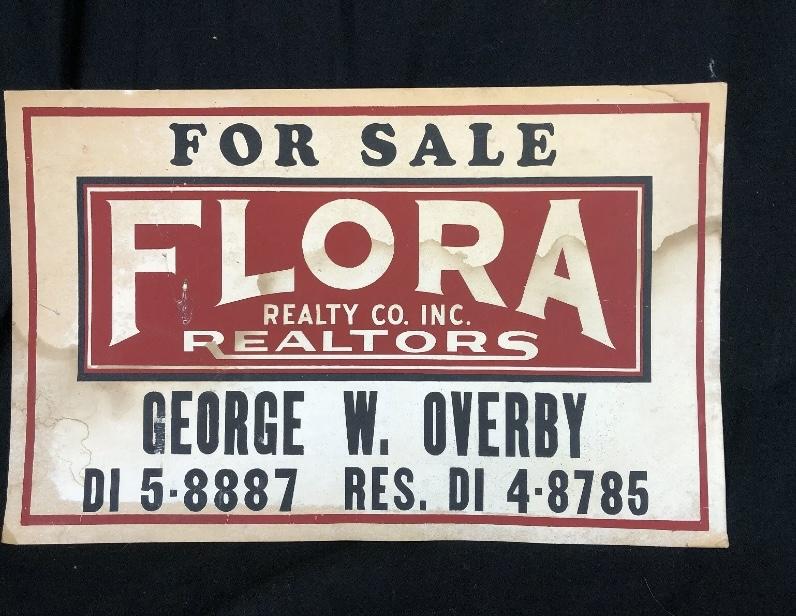 FOR SALE
FLORA
REALTY CO. INC.
REALTORS
GEORGE W. OVERBY
DI 5-8887 RES. DI 4-8785